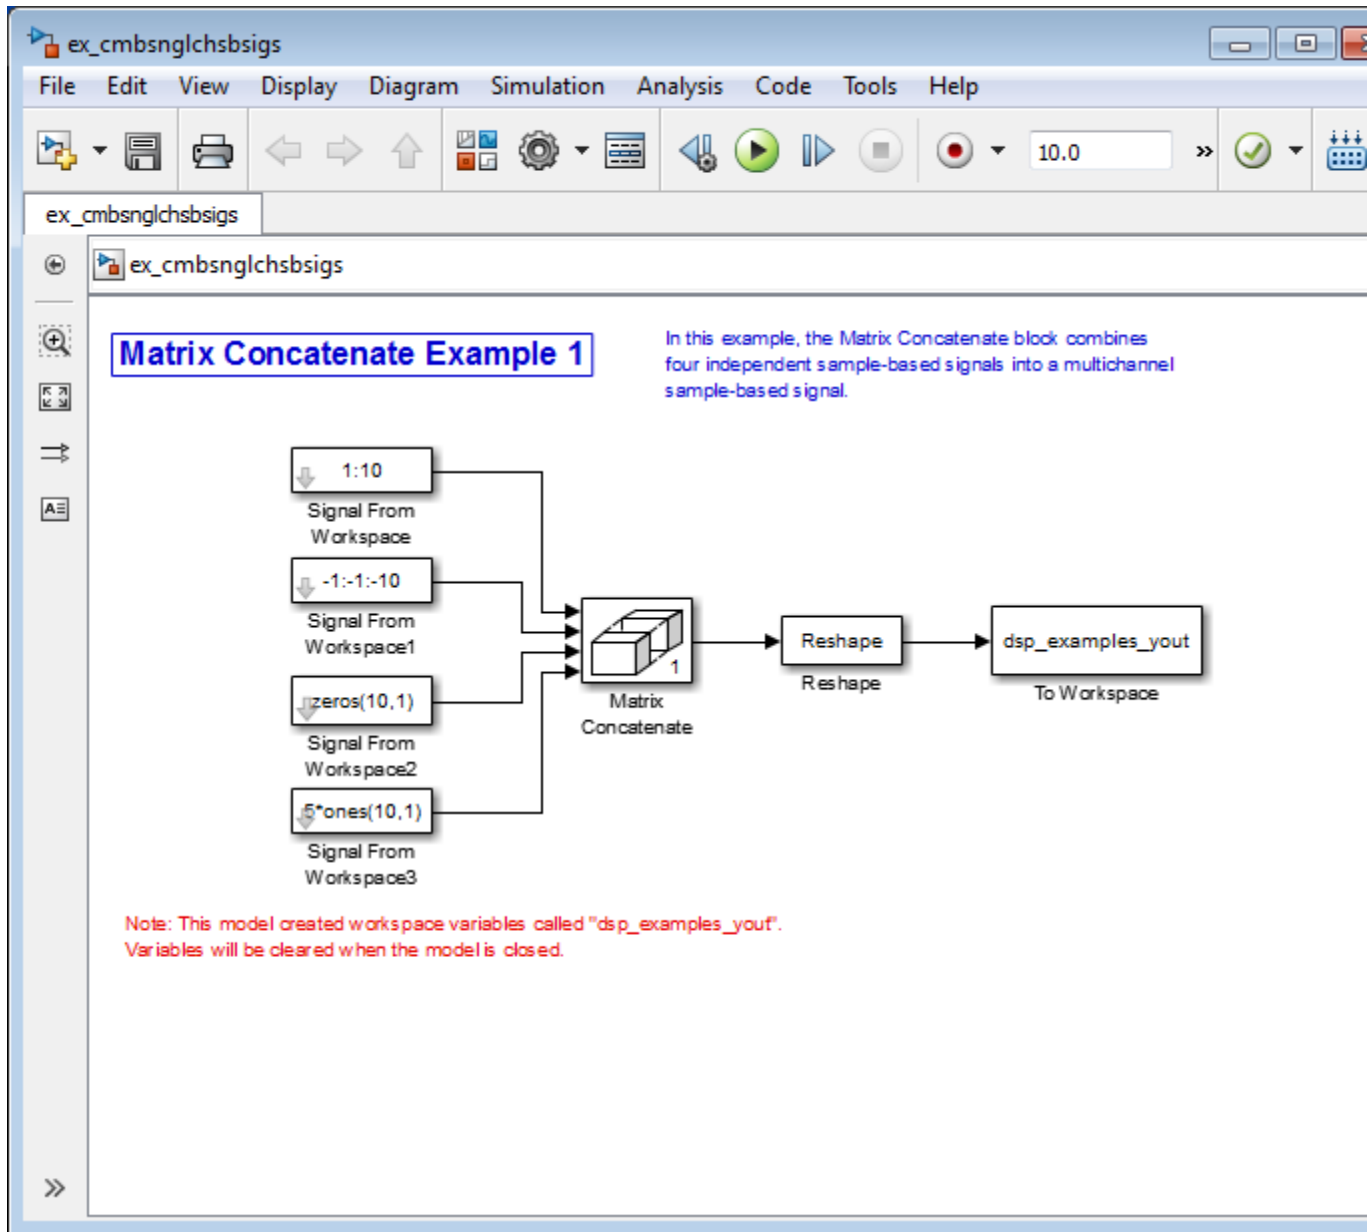 ex_cmbsnglchsbsigs
File Edit View Display Diagram Simulation Analysis Code Tools Help
10.0
ex_cmbsnglchsbsigs
ex_cmbsnglchsbsigs
Matrix Concatenate Example 1
In this example, the Matrix Concatenate block combines
four independent sample-based signals into a multichannel
sample-based signal.
1:10
Signal From
Workspace
-1:-1:-10
Signal From
Workspace1
zeros(10,1)
Signal From
Workspace2
5*ones(10,1)
Signal From
Workspace3
1
Matrix
Concatenate
Reshape
Reshape
dsp_examples_yout
To Workspace
Note: This model created workspace variables called "dsp_examples_yout".
Variables will be cleared when the model is closed.